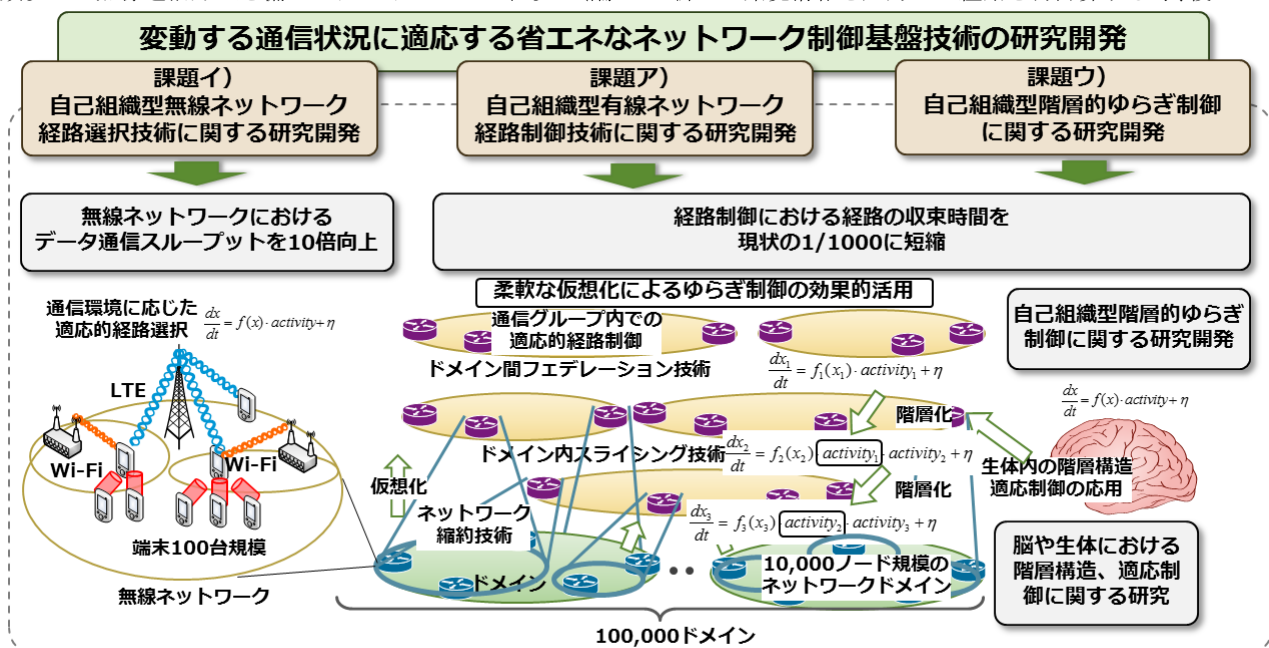 変動する通信状況に適応する省エネなネットワーク制御基盤技術の研究開発
課題イ)
自己組織型無線ネットワーク
経路選択技術に関する研究開発
課題ア)
自己組織型有線ネットワーク
経路制御技術に関する研究開発
課題ウ)
自己組織型階層的ゆらぎ制御
に関する研究開発
無線ネットワークにおける
データ通信スループットを10倍向上
経路制御における経路の収束時間を
現状の1/1000に短縮
通信環境に応じた
適応的経路選択
dx/dt = f(x)·activity+η
LTE
Wi-Fi
Wi-Fi
端末100台規模
無線ネットワーク
柔軟な仮想化によるゆらぎ制御の効果的活用
通信グループ内での
適応的経路制御
ドメイン間フェデレーション技術
dx₁/dt = f₁(x₁)·activity₁+η
階層化
ドメイン内スライシング技術
dx₂/dt = f₂(x₂)·activity₁·activity₂+η
階層化
仮想化
ネットワーク
縮約技術
dx₃/dt = f₃(x₃)·activity₂·activity₃+η
ドメイン
10,000ノード規模の
ネットワークドメイン
100,000ドメイン
自己組織型階層的ゆらぎ
制御に関する研究開発
dx/dt = f(x)·activity+η
生体内の階層構造
適応制御の応用
脳や生体における
階層構造、適応制
御に関する研究